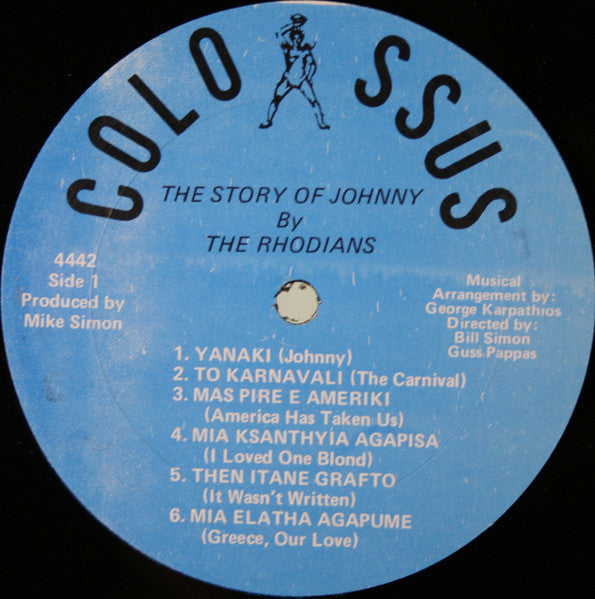 COLOSSUS
THE STORY OF JOHNNY
By
THE RHODIANS
4442
Side 1
Produced by
Mike Simon
Musical
Arrangement by:
George Karpathios
Directed by:
Bill Simon
Guss Pappas
1. YANAKI (Johnny)
2. TO KARNAVALI (The Carnival)
3. MAS PIRE E AMERIKI
(America Has Taken Us)
4. MIA KSANTHYIA AGAPISA
(I Loved One Blond)
5. THEN ITANE GRAFTO
(It Wasn't Written)
6. MIA ELATHA AGAPUME
(Greece, Our Love)